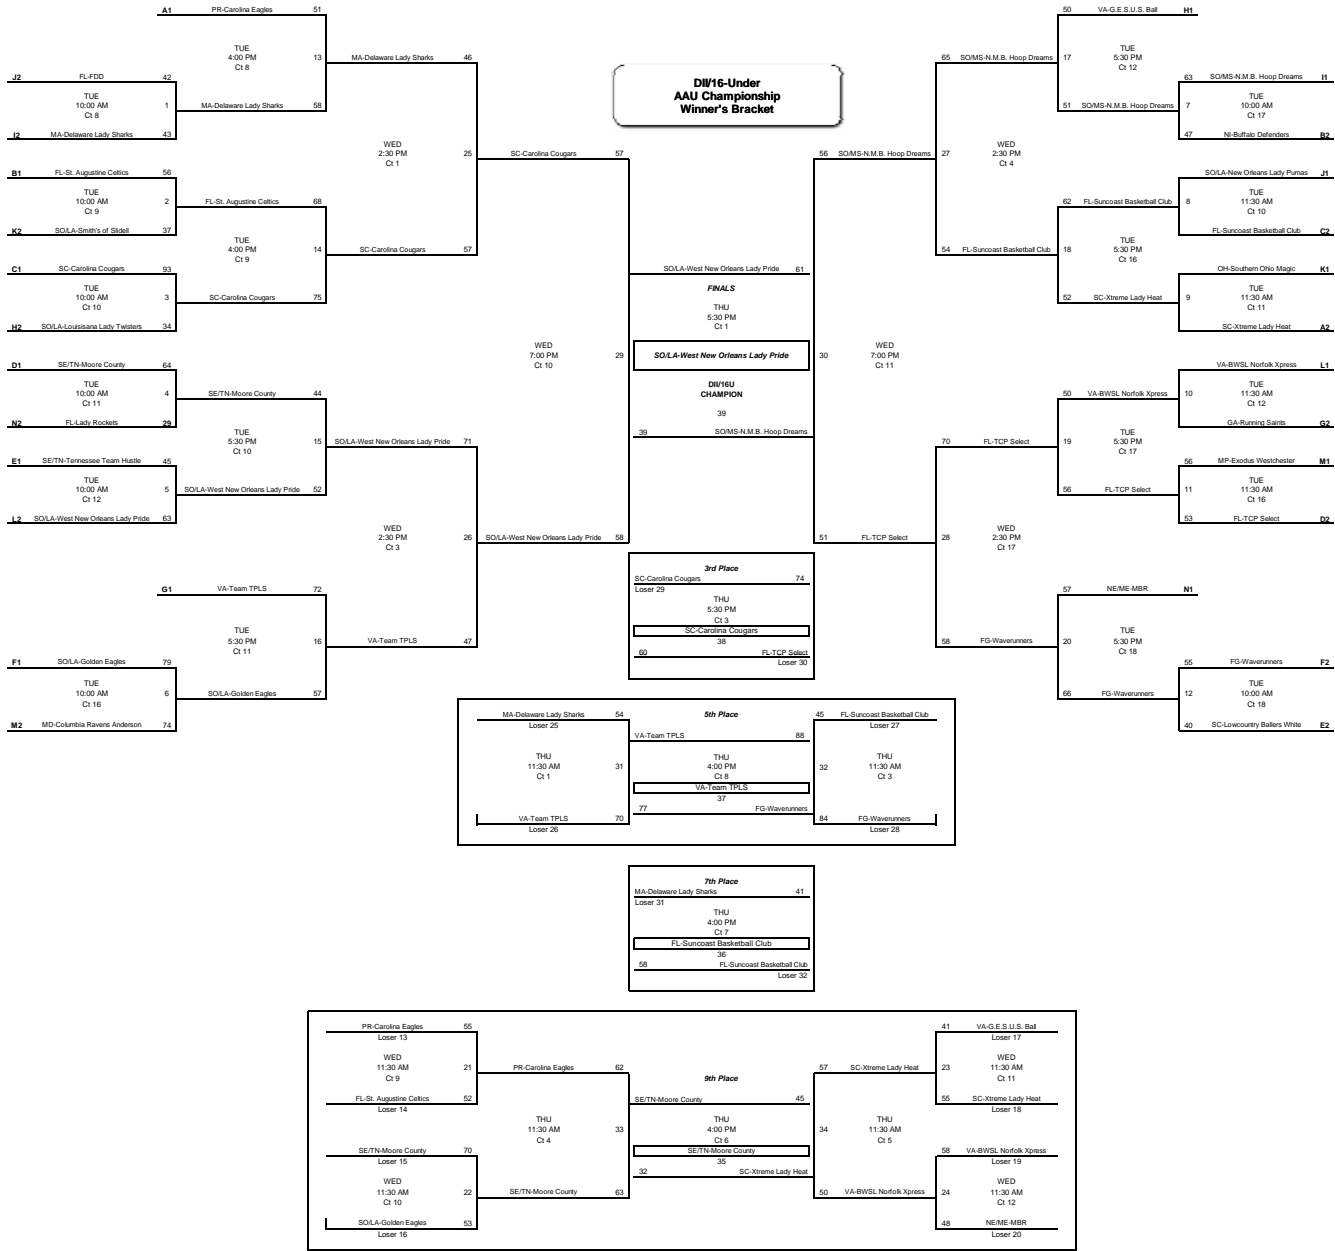 DII/16-Under
AAU Championship
Winner's Bracket
A1 PR-Carolina Eagles 51
TUE
4:00 PM
Ct 8
13
J2 FL-FDD 42
TUE
10:00 AM
Ct 8
1
MA-Delaware Lady Sharks 58
I2 MA-Delaware Lady Sharks 43
MA-Delaware Lady Sharks 46
WED
2:30 PM
Ct 1
25
B1 FL-St. Augustine Celtics 56
TUE
10:00 AM
Ct 9
2
K2 SO/LA-Smith's of Slidell 37
FL-St. Augustine Celtics 68
TUE
4:00 PM
Ct 9
14
C1 SC-Carolina Cougars 93
TUE
10:00 AM
Ct 10
3
H2 SO/LA-Louisisana Lady Twisters 34
SC-Carolina Cougars 75
SC-Carolina Cougars 57
SC-Carolina Cougars 57
WED
7:00 PM
Ct 10
29
D1 SE/TN-Moore County 64
TUE
10:00 AM
Ct 11
4
N2 FL-Lady Rockets 29
SE/TN-Moore County 44
TUE
5:30 PM
Ct 10
15
E1 SE/TN-Tennessee Team Hustle 45
TUE
10:00 AM
Ct 12
5
L2 SO/LA-West New Orleans Lady Pride 63
SO/LA-West New Orleans Lady Pride 52
SO/LA-West New Orleans Lady Pride 71
WED
2:30 PM
Ct 3
26
SO/LA-West New Orleans Lady Pride 58
G1 VA-Team TPLS 72
TUE
5:30 PM
Ct 11
16
F1 SO/LA-Golden Eagles 79
TUE
10:00 AM
Ct 16
6
M2 MD-Columbia Ravens Anderson 74
SO/LA-Golden Eagles 57
VA-Team TPLS 47
SO/LA-West New Orleans Lady Pride 61
FINALS
THU
5:30 PM
Ct 1
SO/LA-West New Orleans Lady Pride
DII/16U
CHAMPION
39
39 SO/MS-N.M.B. Hoop Dreams
50 VA-G.E.S.U.S. Ball H1
TUE
5:30 PM
Ct 12
17
63 SO/MS-N.M.B. Hoop Dreams I1
TUE
10:00 AM
Ct 17
7
47 NI-Buffalo Defenders B2
51 SO/MS-N.M.B. Hoop Dreams
65 SO/MS-N.M.B. Hoop Dreams
WED
2:30 PM
Ct 4
27
56 SO/MS-N.M.B. Hoop Dreams
SO/LA-New Orleans Lady Pumas J1
TUE
11:30 AM
Ct 10
8
FL-Suncoast Basketball Club C2
62 FL-Suncoast Basketball Club
TUE
5:30 PM
Ct 16
18
54 FL-Suncoast Basketball Club
OH-Southern Ohio Magic K1
TUE
11:30 AM
Ct 11
9
SC-Xtreme Lady Heat A2
52 SC-Xtreme Lady Heat
WED
7:00 PM
Ct 11
30
VA-BWSL Norfolk Xpress L1
TUE
11:30 AM
Ct 12
10
GA-Running Saints G2
50 VA-BWSL Norfolk Xpress
TUE
5:30 PM
Ct 17
19
70 FL-TCP Select
56 MP-Exodus Westchester M1
TUE
11:30 AM
Ct 16
11
53 FL-TCP Select D2
56 FL-TCP Select
WED
2:30 PM
Ct 17
28
51 FL-TCP Select
57 NE/ME-MBR N1
TUE
5:30 PM
Ct 18
20
58 FG-Waverunners
55 FG-Waverunners F2
TUE
10:00 AM
Ct 18
12
40 SC-Lowcountry Ballers White E2
66 FG-Waverunners
3rd Place
SC-Carolina Cougars 74
Loser 29
THU
5:30 PM
Ct 3
SC-Carolina Cougars
38
60 FL-TCP Select
Loser 30
5th Place
MA-Delaware Lady Sharks 54
Loser 25
THU
11:30 AM
Ct 1
31
VA-Team TPLS 70
Loser 26
VA-Team TPLS 88
THU
4:00 PM
Ct 8
VA-Team TPLS
37
77 FG-Waverunners
45 FL-Suncoast Basketball Club
Loser 27
32
THU
11:30 AM
Ct 3
84 FG-Waverunners
Loser 28
7th Place
MA-Delaware Lady Sharks 41
Loser 31
THU
4:00 PM
Ct 7
FL-Suncoast Basketball Club
36
58 FL-Suncoast Basketball Club
Loser 32
PR-Carolina Eagles 55
Loser 13
WED
11:30 AM
Ct 9
21
FL-St. Augustine Celtics 52
Loser 14
PR-Carolina Eagles 62
THU
11:30 AM
Ct 4
33
SE/TN-Moore County 70
Loser 15
WED
11:30 AM
Ct 10
22
SO/LA-Golden Eagles 53
Loser 16
SE/TN-Moore County 63
9th Place
SE/TN-Moore County 45
THU
4:00 PM
Ct 6
SE/TN-Moore County
35
32 SC-Xtreme Lady Heat
41 VA-G.E.S.U.S. Ball
Loser 17
23
WED
11:30 AM
Ct 11
55 SC-Xtreme Lady Heat
Loser 18
57 SC-Xtreme Lady Heat
34
THU
11:30 AM
Ct 5
58 VA-BWSL Norfolk Xpress
Loser 19
24
WED
11:30 AM
Ct 12
48 NE/ME-MBR
Loser 20
50 VA-BWSL Norfolk Xpress